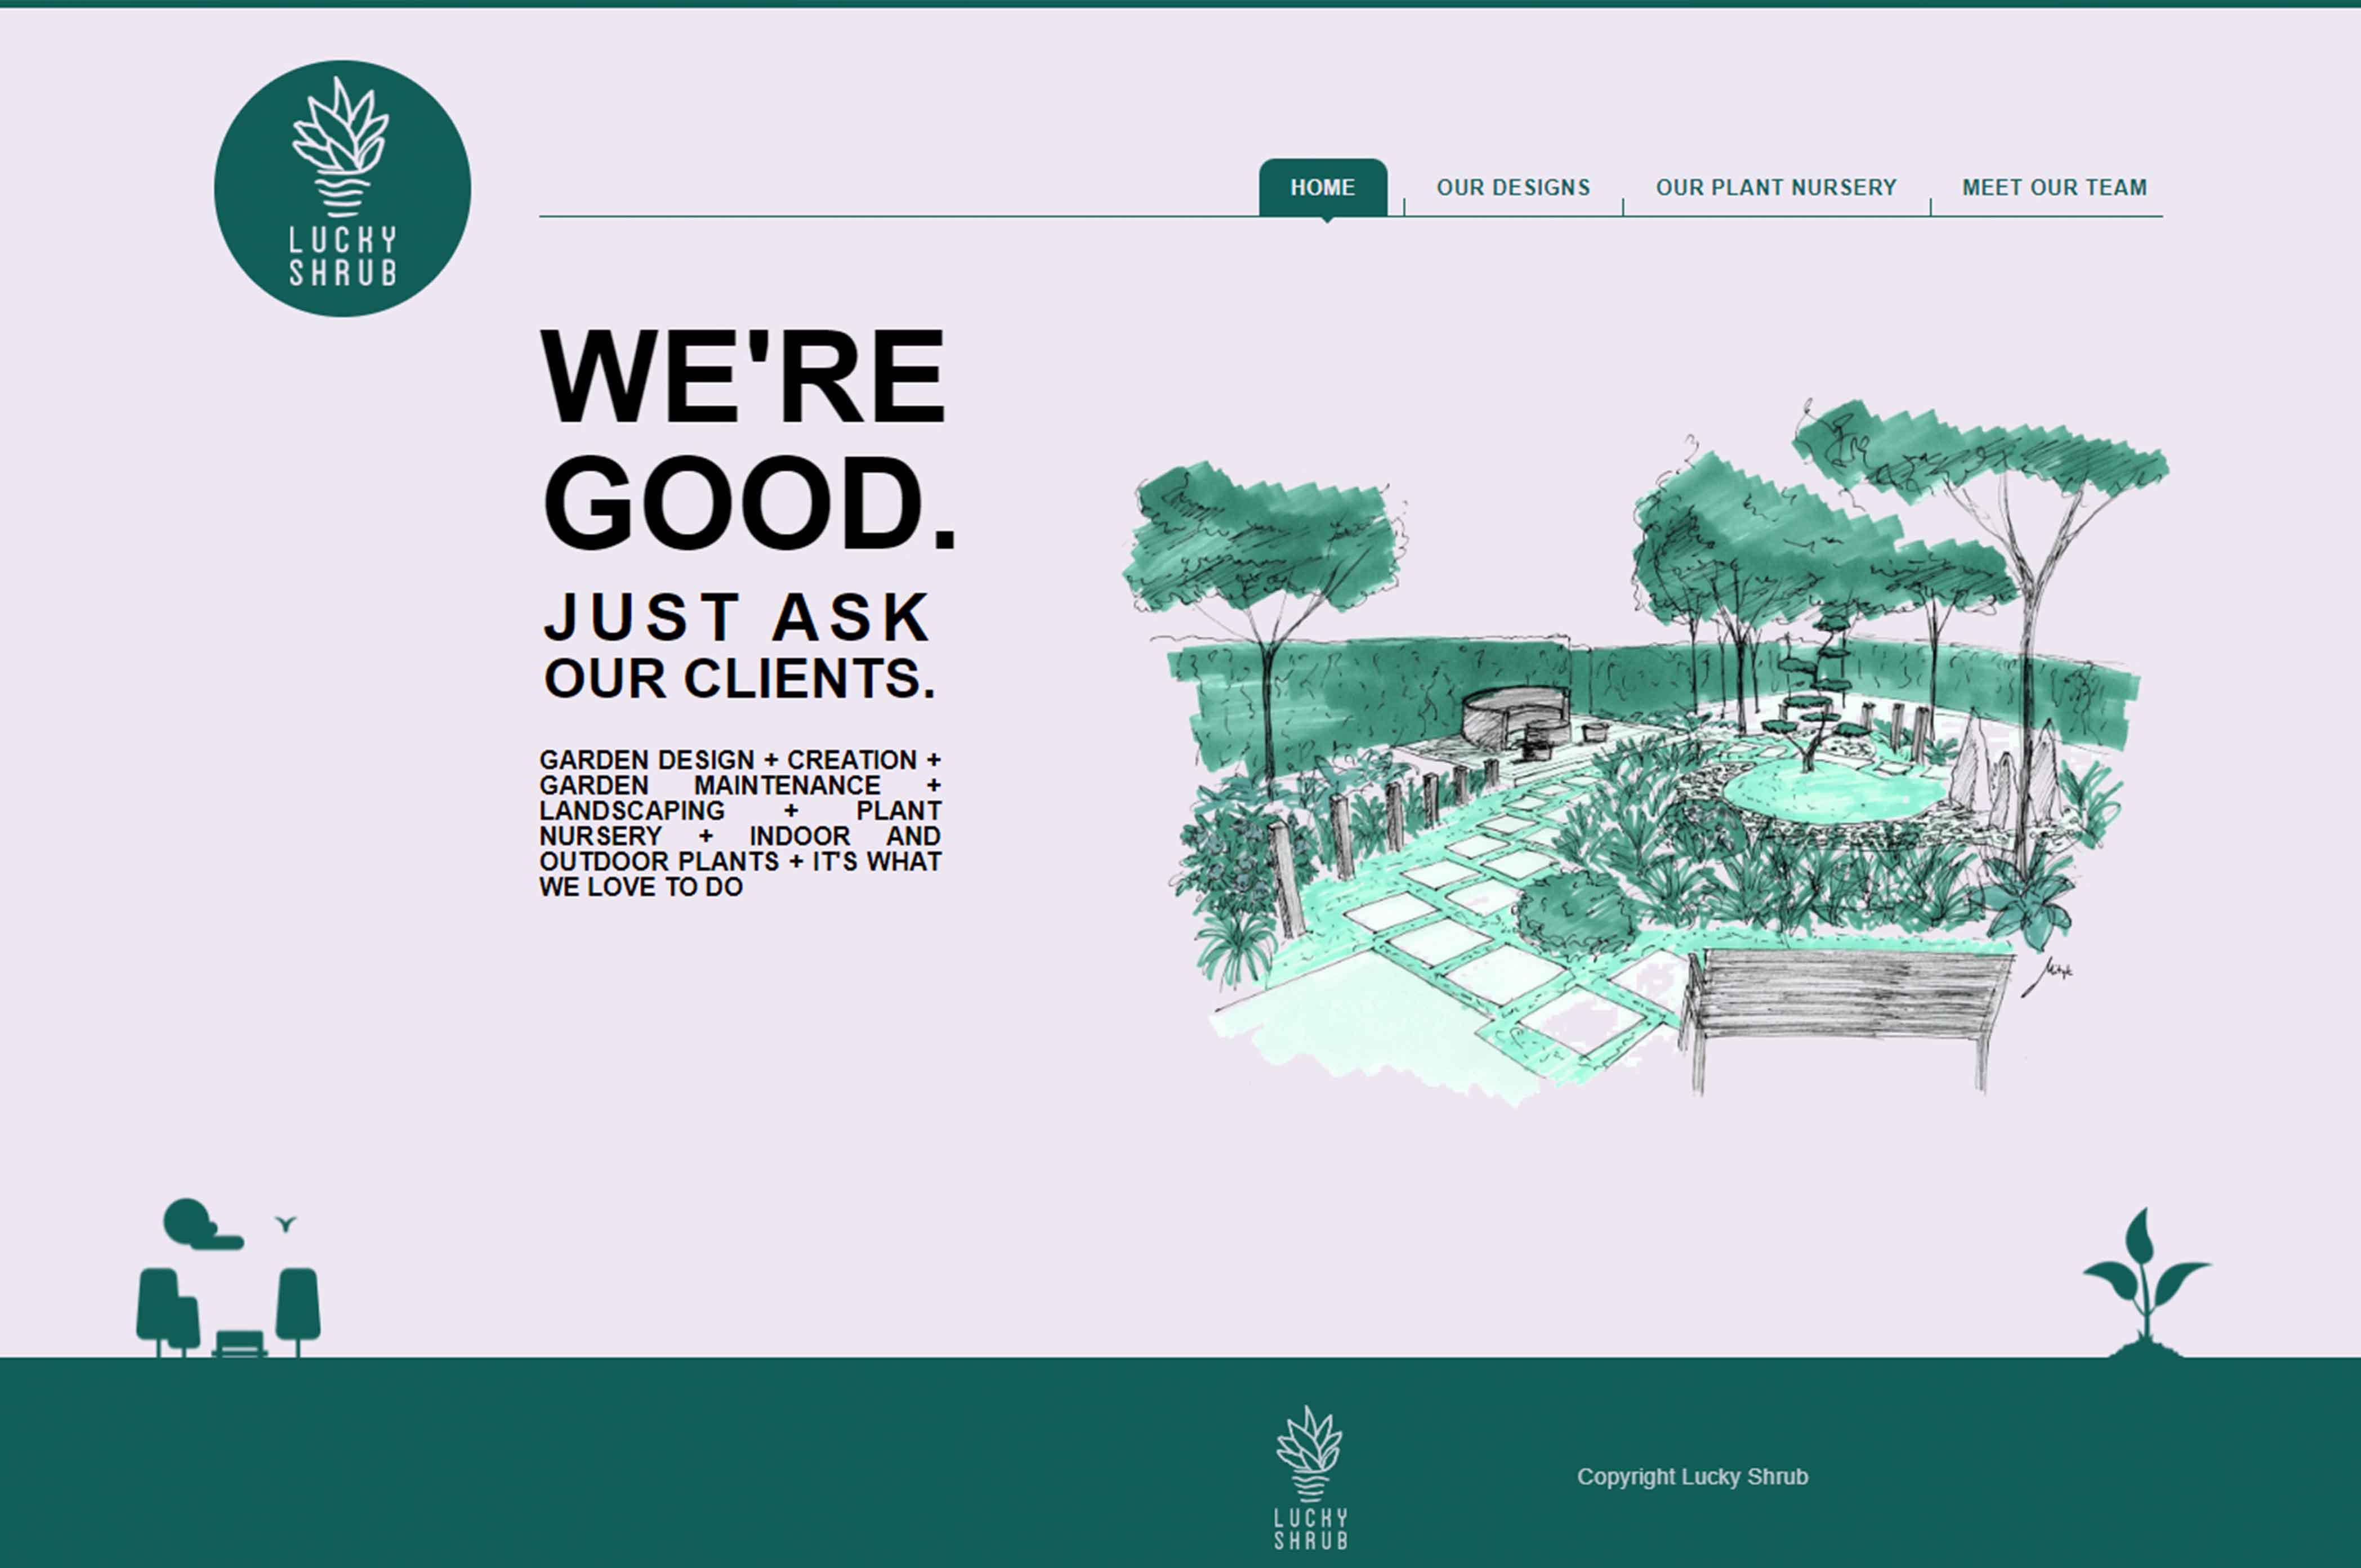 LUCKY
SHRUB
HOME
OUR DESIGNS
OUR PLANT NURSERY
MEET OUR TEAM
WE'RE
GOOD.
JUST ASK
OUR CLIENTS.
GARDEN DESIGN + CREATION +
GARDEN MAINTENANCE +
LANDSCAPING + PLANT
NURSERY + INDOOR AND
OUTDOOR PLANTS + IT'S WHAT
WE LOVE TO DO
LUCKY
SHRUB
Copyright Lucky Shrub